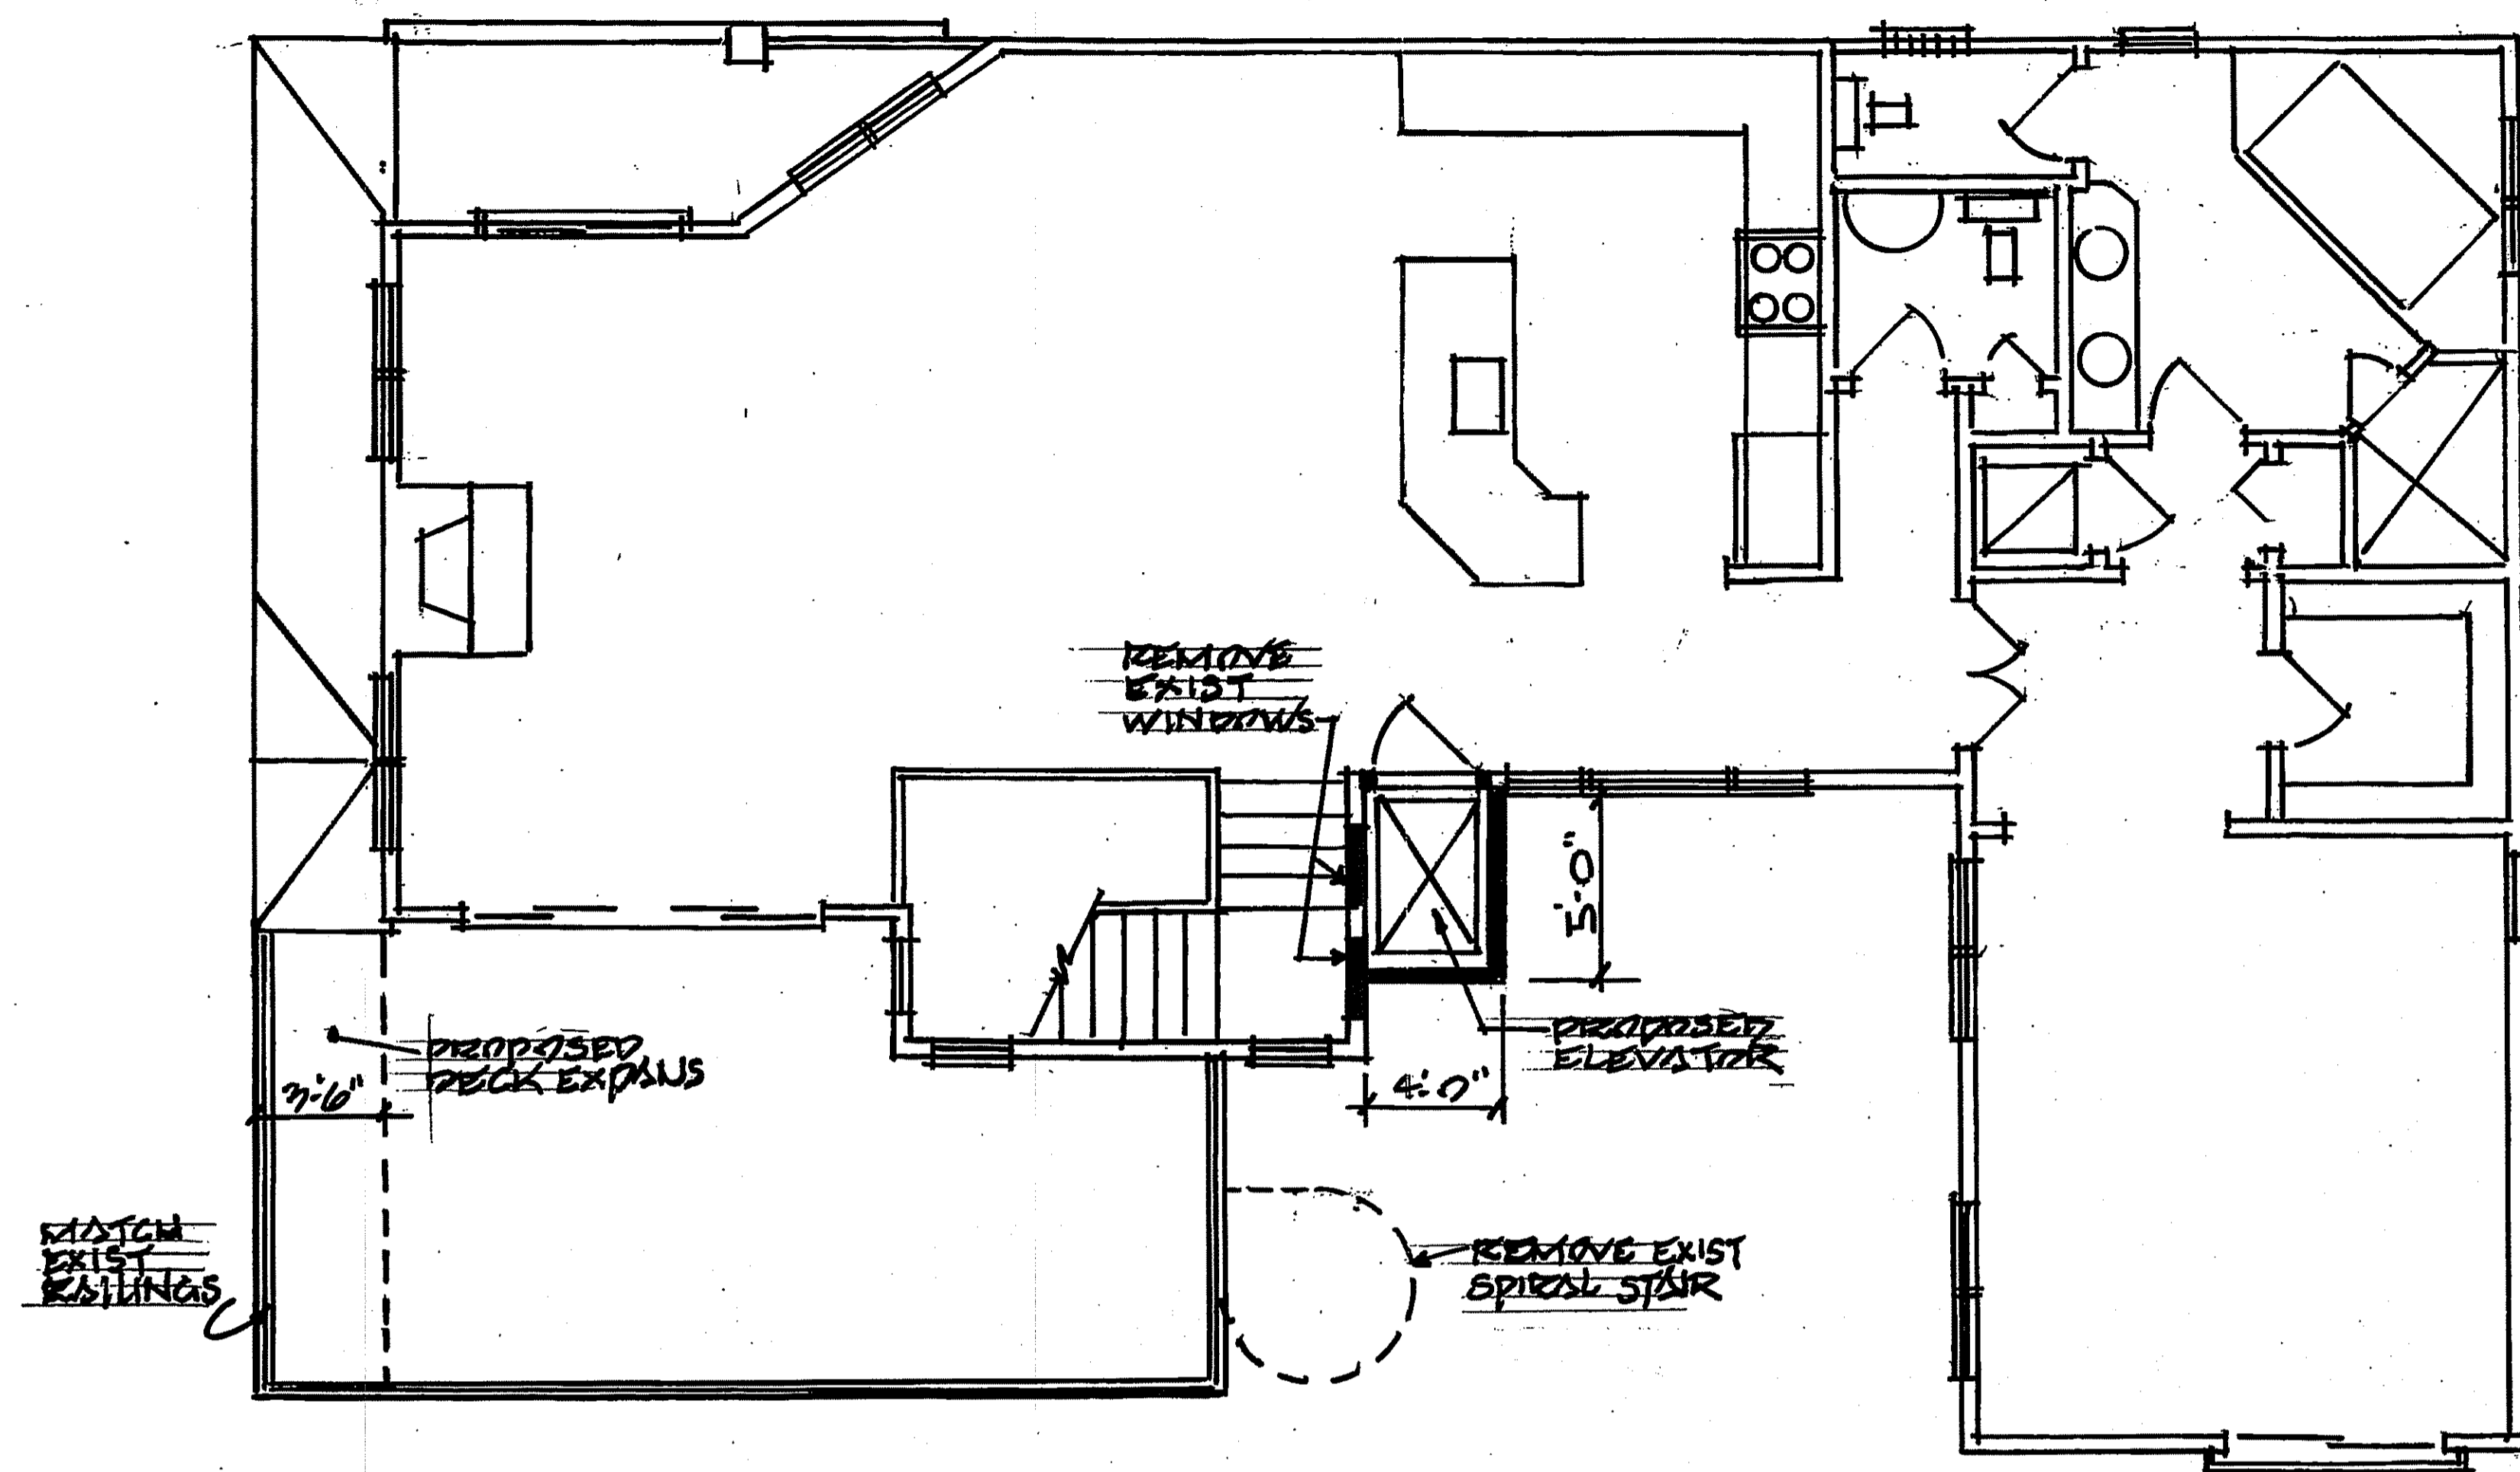 REMOVE
EXIST
WINDOWS
5'-0"
PROPOSED
ELEVATOR
4'-0"
PROPOSED
DECK EXPANS
3'-6"
MATCH
EXIST
RAILINGS
REMOVE EXIST
SPIRAL STAIR